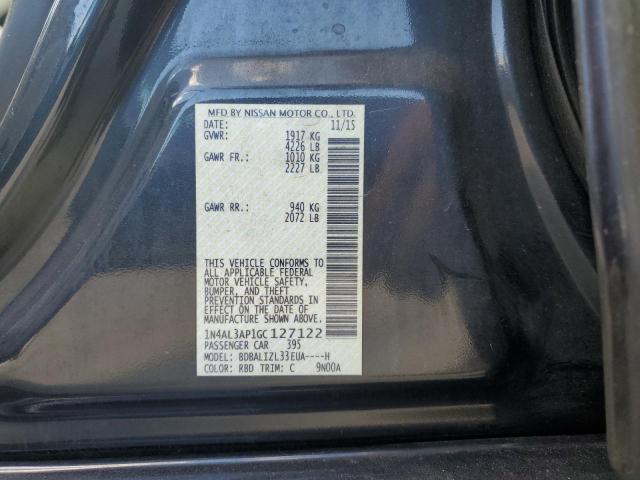 MFD BY NISSAN MOTOR CO., LTD.
DATE: 11/15
GVWR: 1917 KG
4226 LB
GAWR FR.: 1010 KG
2227 LB
GAWR RR.: 940 KG
2072 LB
THIS VEHICLE CONFORMS TO
ALL APPLICABLE FEDERAL
MOTOR VEHICLE SAFETY,
BUMPER, AND THEFT
PREVENTION STANDARDS
IN EFFECT ON THE DATE OF
MANUFACTURE SHOWN ABOVE.
1N4AL3AP1GC127122
PASSENGER CAR 395
MODEL: BDBALIZL33EUA----H
COLOR: RBD TRIM: C 9N00A